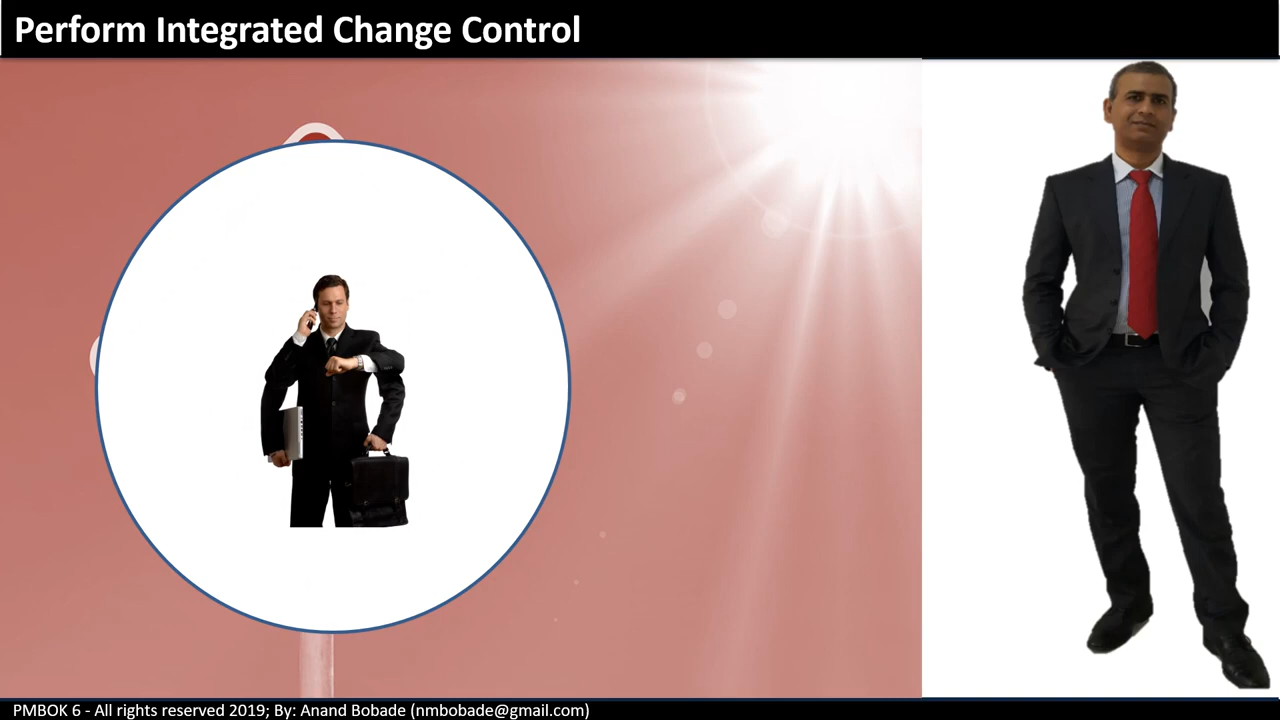 Perform Integrated Change Control
PMBOK 6 - All rights reserved 2019; By: Anand Bobade (nmbobade@gmail.com)